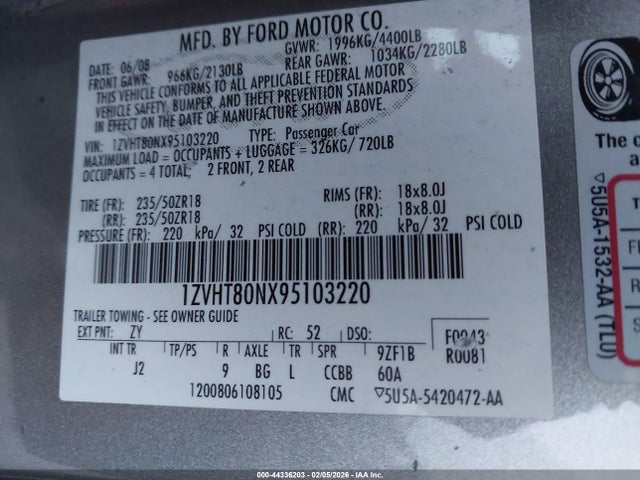 MFD. BY FORD MOTOR CO.
DATE: 06/08 GVWR: 1996KG/4400LB
FRONT GAWR: 966KG/2130LB REAR GAWR: 1034KG/2280LB
THIS VEHICLE CONFORMS TO ALL APPLICABLE FEDERAL MOTOR
VEHICLE SAFETY, BUMPER, AND THEFT PREVENTION STANDARDS
IN EFFECT ON THE DATE OF MANUFACTURE SHOWN ABOVE.
VIN: 1ZVHT80NX95103220 TYPE: Passenger Car
MAXIMUM LOAD = OCCUPANTS + LUGGAGE = 326KG/ 720LB
OCCUPANTS = 4 TOTAL; 2 FRONT, 2 REAR
TIRE (FR): 235/50ZR18 RIMS (FR): 18x8.0J
(RR): 235/50ZR18 (RR): 18x8.0J
PRESSURE (FR): 220 kPa/ 32 PSI COLD (RR): 220 kPa/ 32 PSI COLD
1ZVHT80NX95103220
TRAILER TOWING - SEE OWNER GUIDE
EXT PNT: ZY RC: 52 DSO: F0043
INT TR TP/PS R AXLE TR SPR 9ZF1B R0081
J2 9 BG L CCBB 60A
1200806108105 CMC ▽5U5A-5420472-AA
▽5U5A-1532-AA (TL0)
The
000-44336203 - 02/05/2026 - IAA Inc.